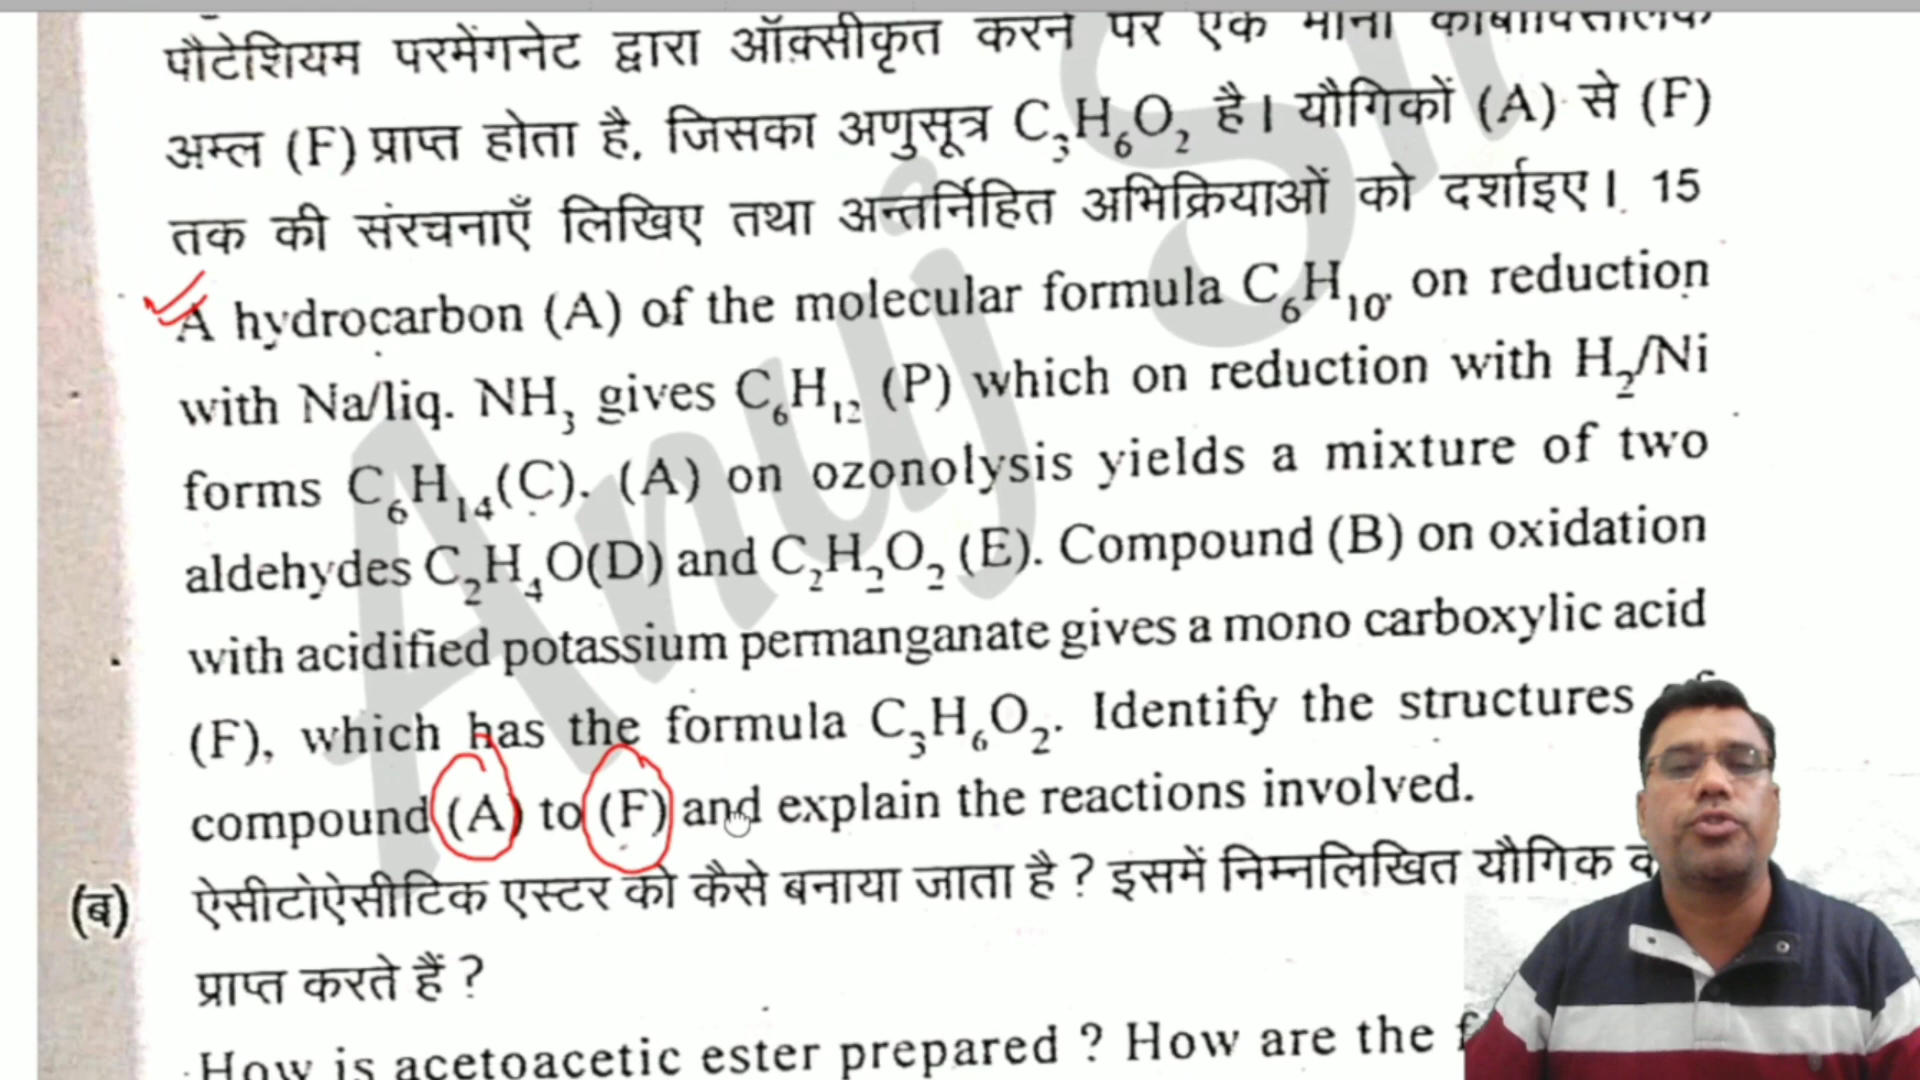 पौटेशियम परमेंगनेट द्वारा ऑक्सीकृत करने पर एक मोनो
अम्ल (F) प्राप्त होता है, जिसका अणुसूत्र C₃H₆O₂ है। यौगिकों (A) से (F)
तक की संरचनाएँ लिखिए तथा अन्तर्निहित अभिक्रियाओं को दर्शाइए। 15
A hydrocarbon (A) of the molecular formula C₆H₁₀ on reduction
with Na/liq. NH₃ gives C₆H₁₂ (P) which on reduction with H₂/Ni
forms C₆H₁₄(C). (A) on ozonolysis yields a mixture of two
aldehydes C₂H₄O(D) and C₂H₂O₂ (E). Compound (B) on oxidation
with acidified potassium permanganate gives a mono carboxylic acid
(F), which has the formula C₃H₆O₂. Identify the structures of
compound (A) to (F) and explain the reactions involved.
(ब) ऐसीटोऐसीटिक एस्टर को कैसे बनाया जाता है ? इसमें निम्नलिखित यौगिक
प्राप्त करते हैं ?
How is acetoacetic ester prepared ? How are the
Anuj